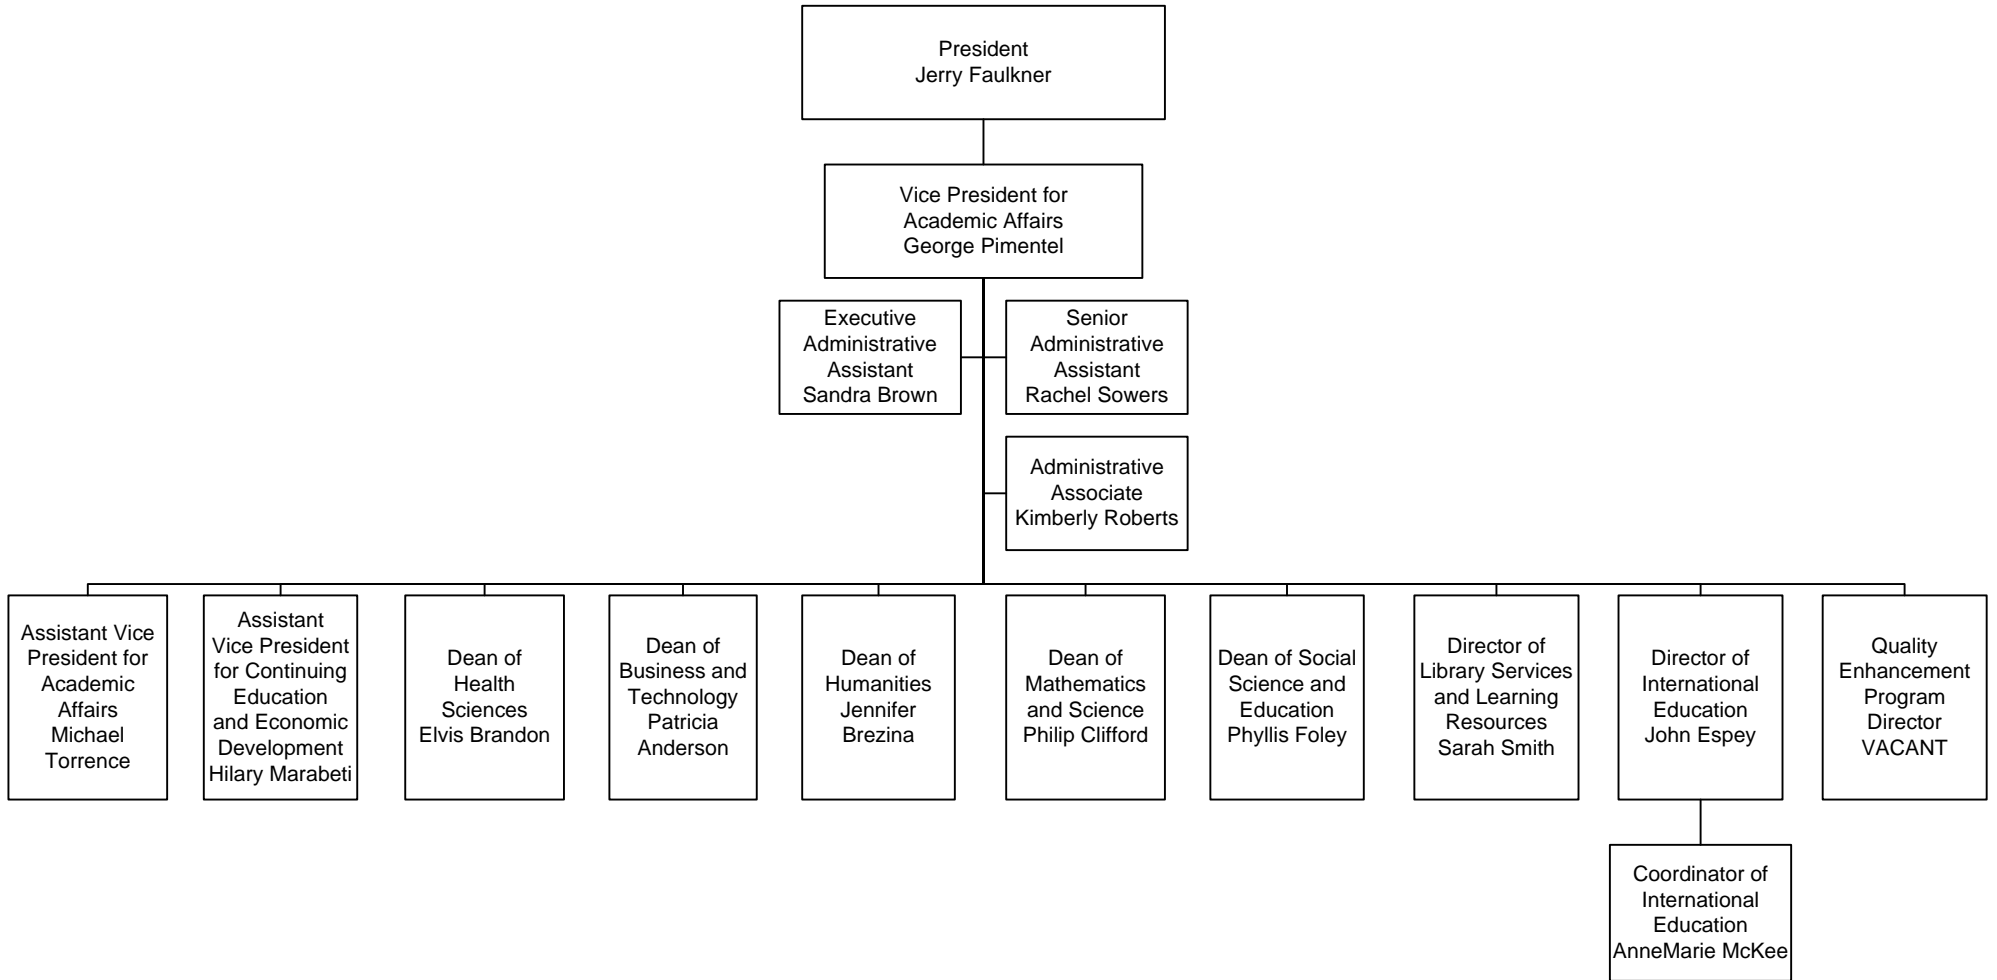 President
Jerry Faulkner
Vice President for
Academic Affairs
George Pimentel
Executive
Administrative
Assistant
Sandra Brown
Senior
Administrative
Assistant
Rachel Sowers
Administrative
Associate
Kimberly Roberts
Assistant Vice
President for
Academic
Affairs
Michael
Torrence
Assistant
Vice President
for Continuing
Education
and Economic
Development
Hilary Marabeti
Dean of
Health
Sciences
Elvis Brandon
Dean of
Business and
Technology
Patricia
Anderson
Dean of
Humanities
Jennifer
Brezina
Dean of
Mathematics
and Science
Philip Clifford
Dean of Social
Science and
Education
Phyllis Foley
Director of
Library Services
and Learning
Resources
Sarah Smith
Director of
International
Education
John Espey
Quality
Enhancement
Program
Director
VACANT
Coordinator of
International
Education
AnneMarie McKee